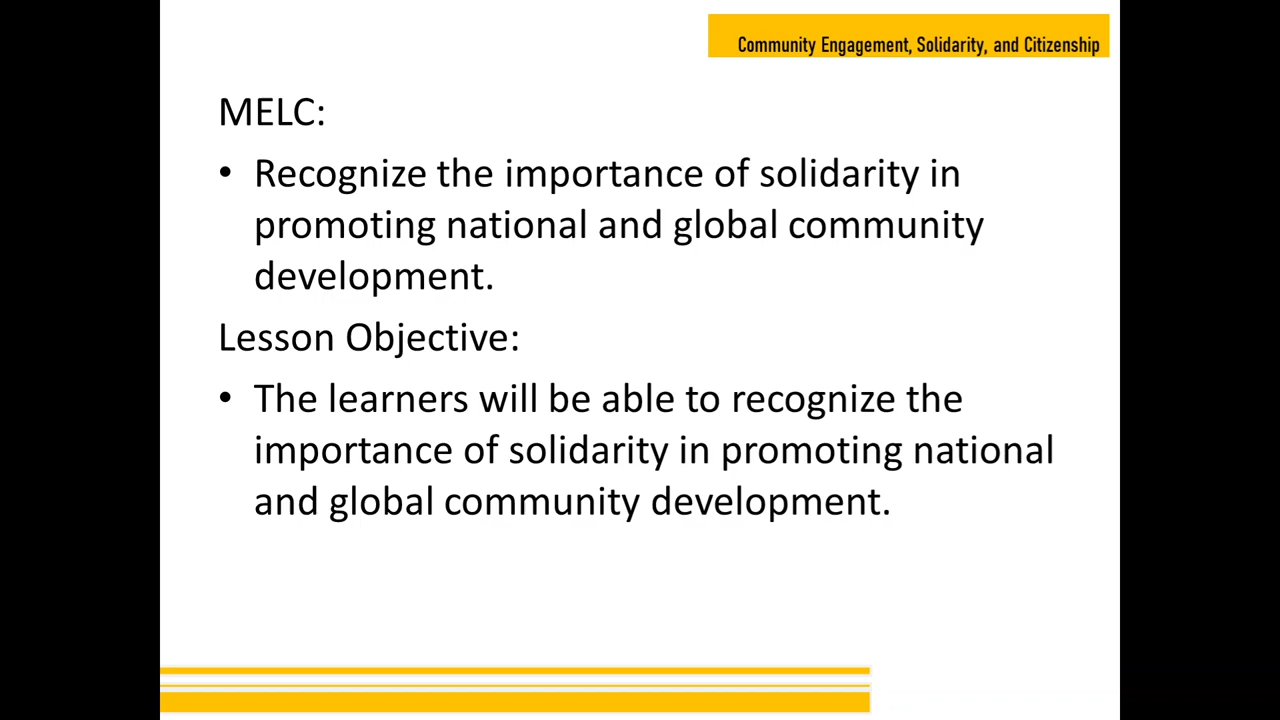 Community Engagement, Solidarity, and Citizenship
MELC:
• Recognize the importance of solidarity in
promoting national and global community
development.
Lesson Objective:
• The learners will be able to recognize the
importance of solidarity in promoting national
and global community development.